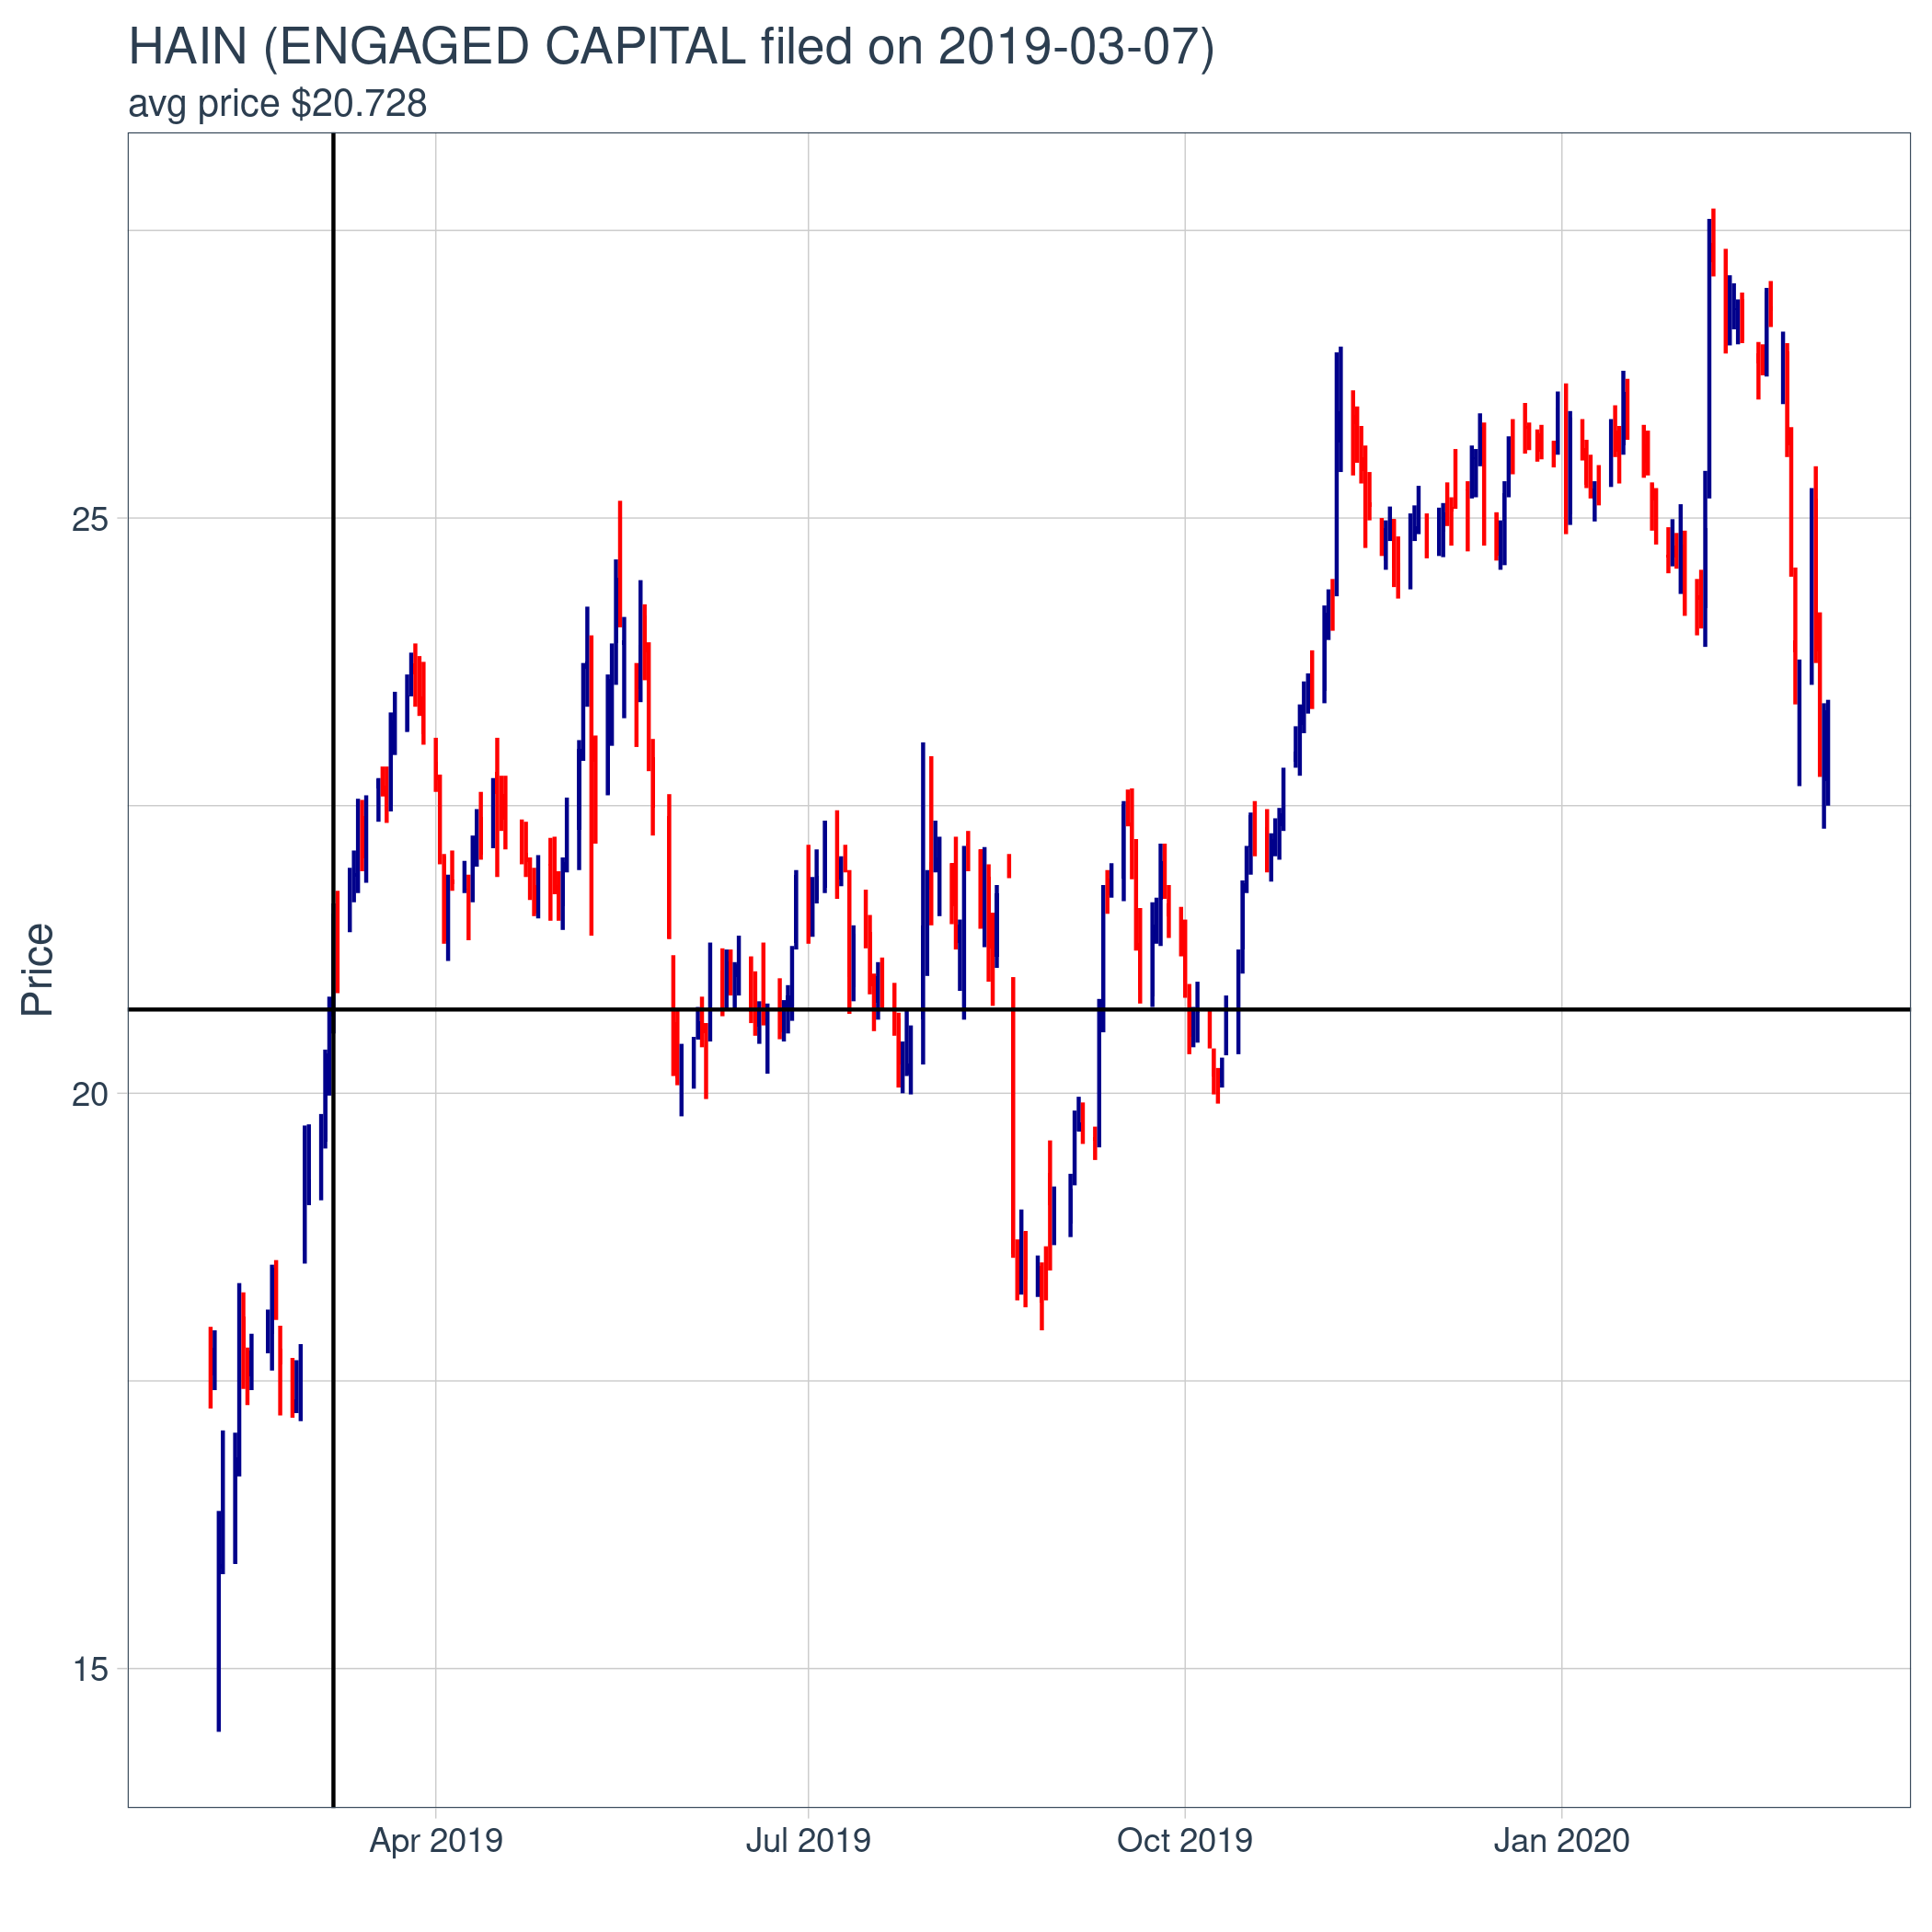 HAIN (ENGAGED CAPITAL filed on 2019-03-07)
avg price $20.728
Price
25
20
15
Apr 2019
Jul 2019
Oct 2019
Jan 2020